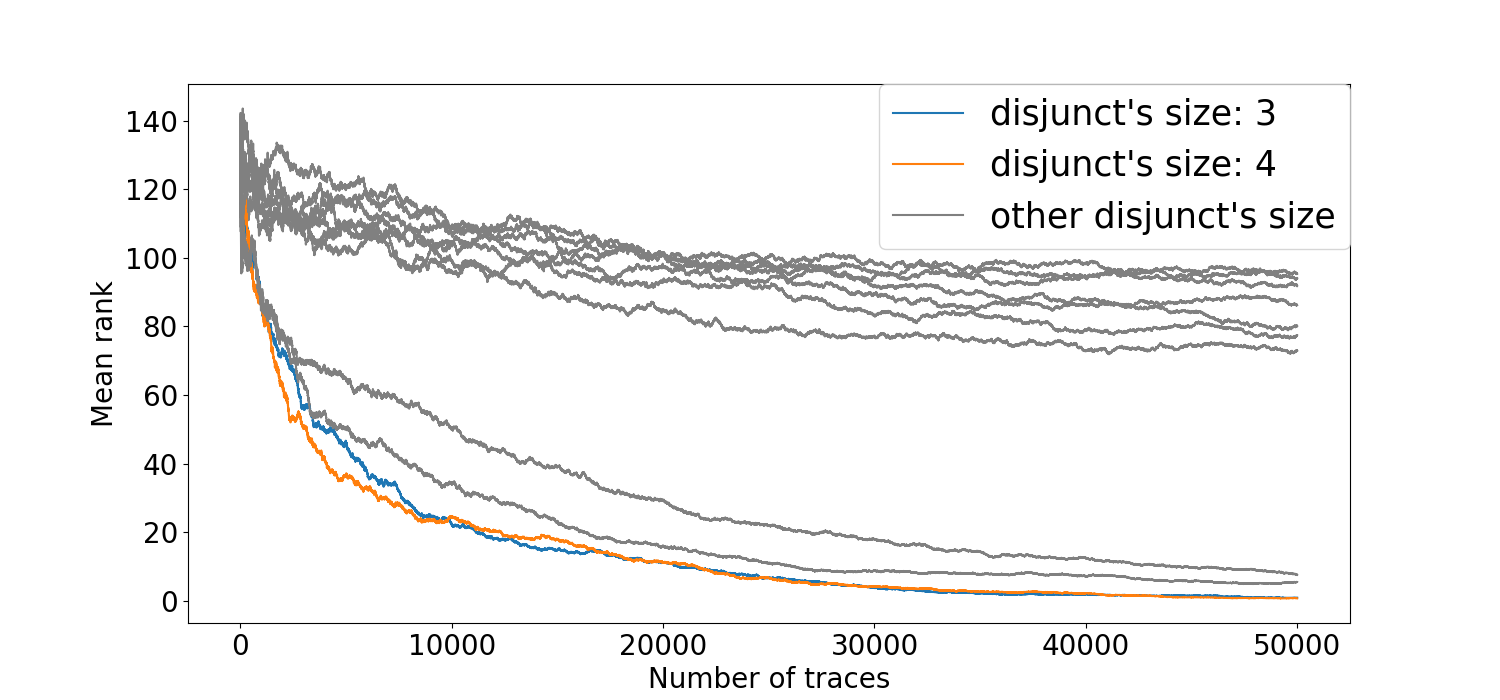 disjunct's size: 3
disjunct's size: 4
other disjunct's size
Mean rank
140
120
100
80
60
40
20
0
0 10000 20000 30000 40000 50000
Number of traces